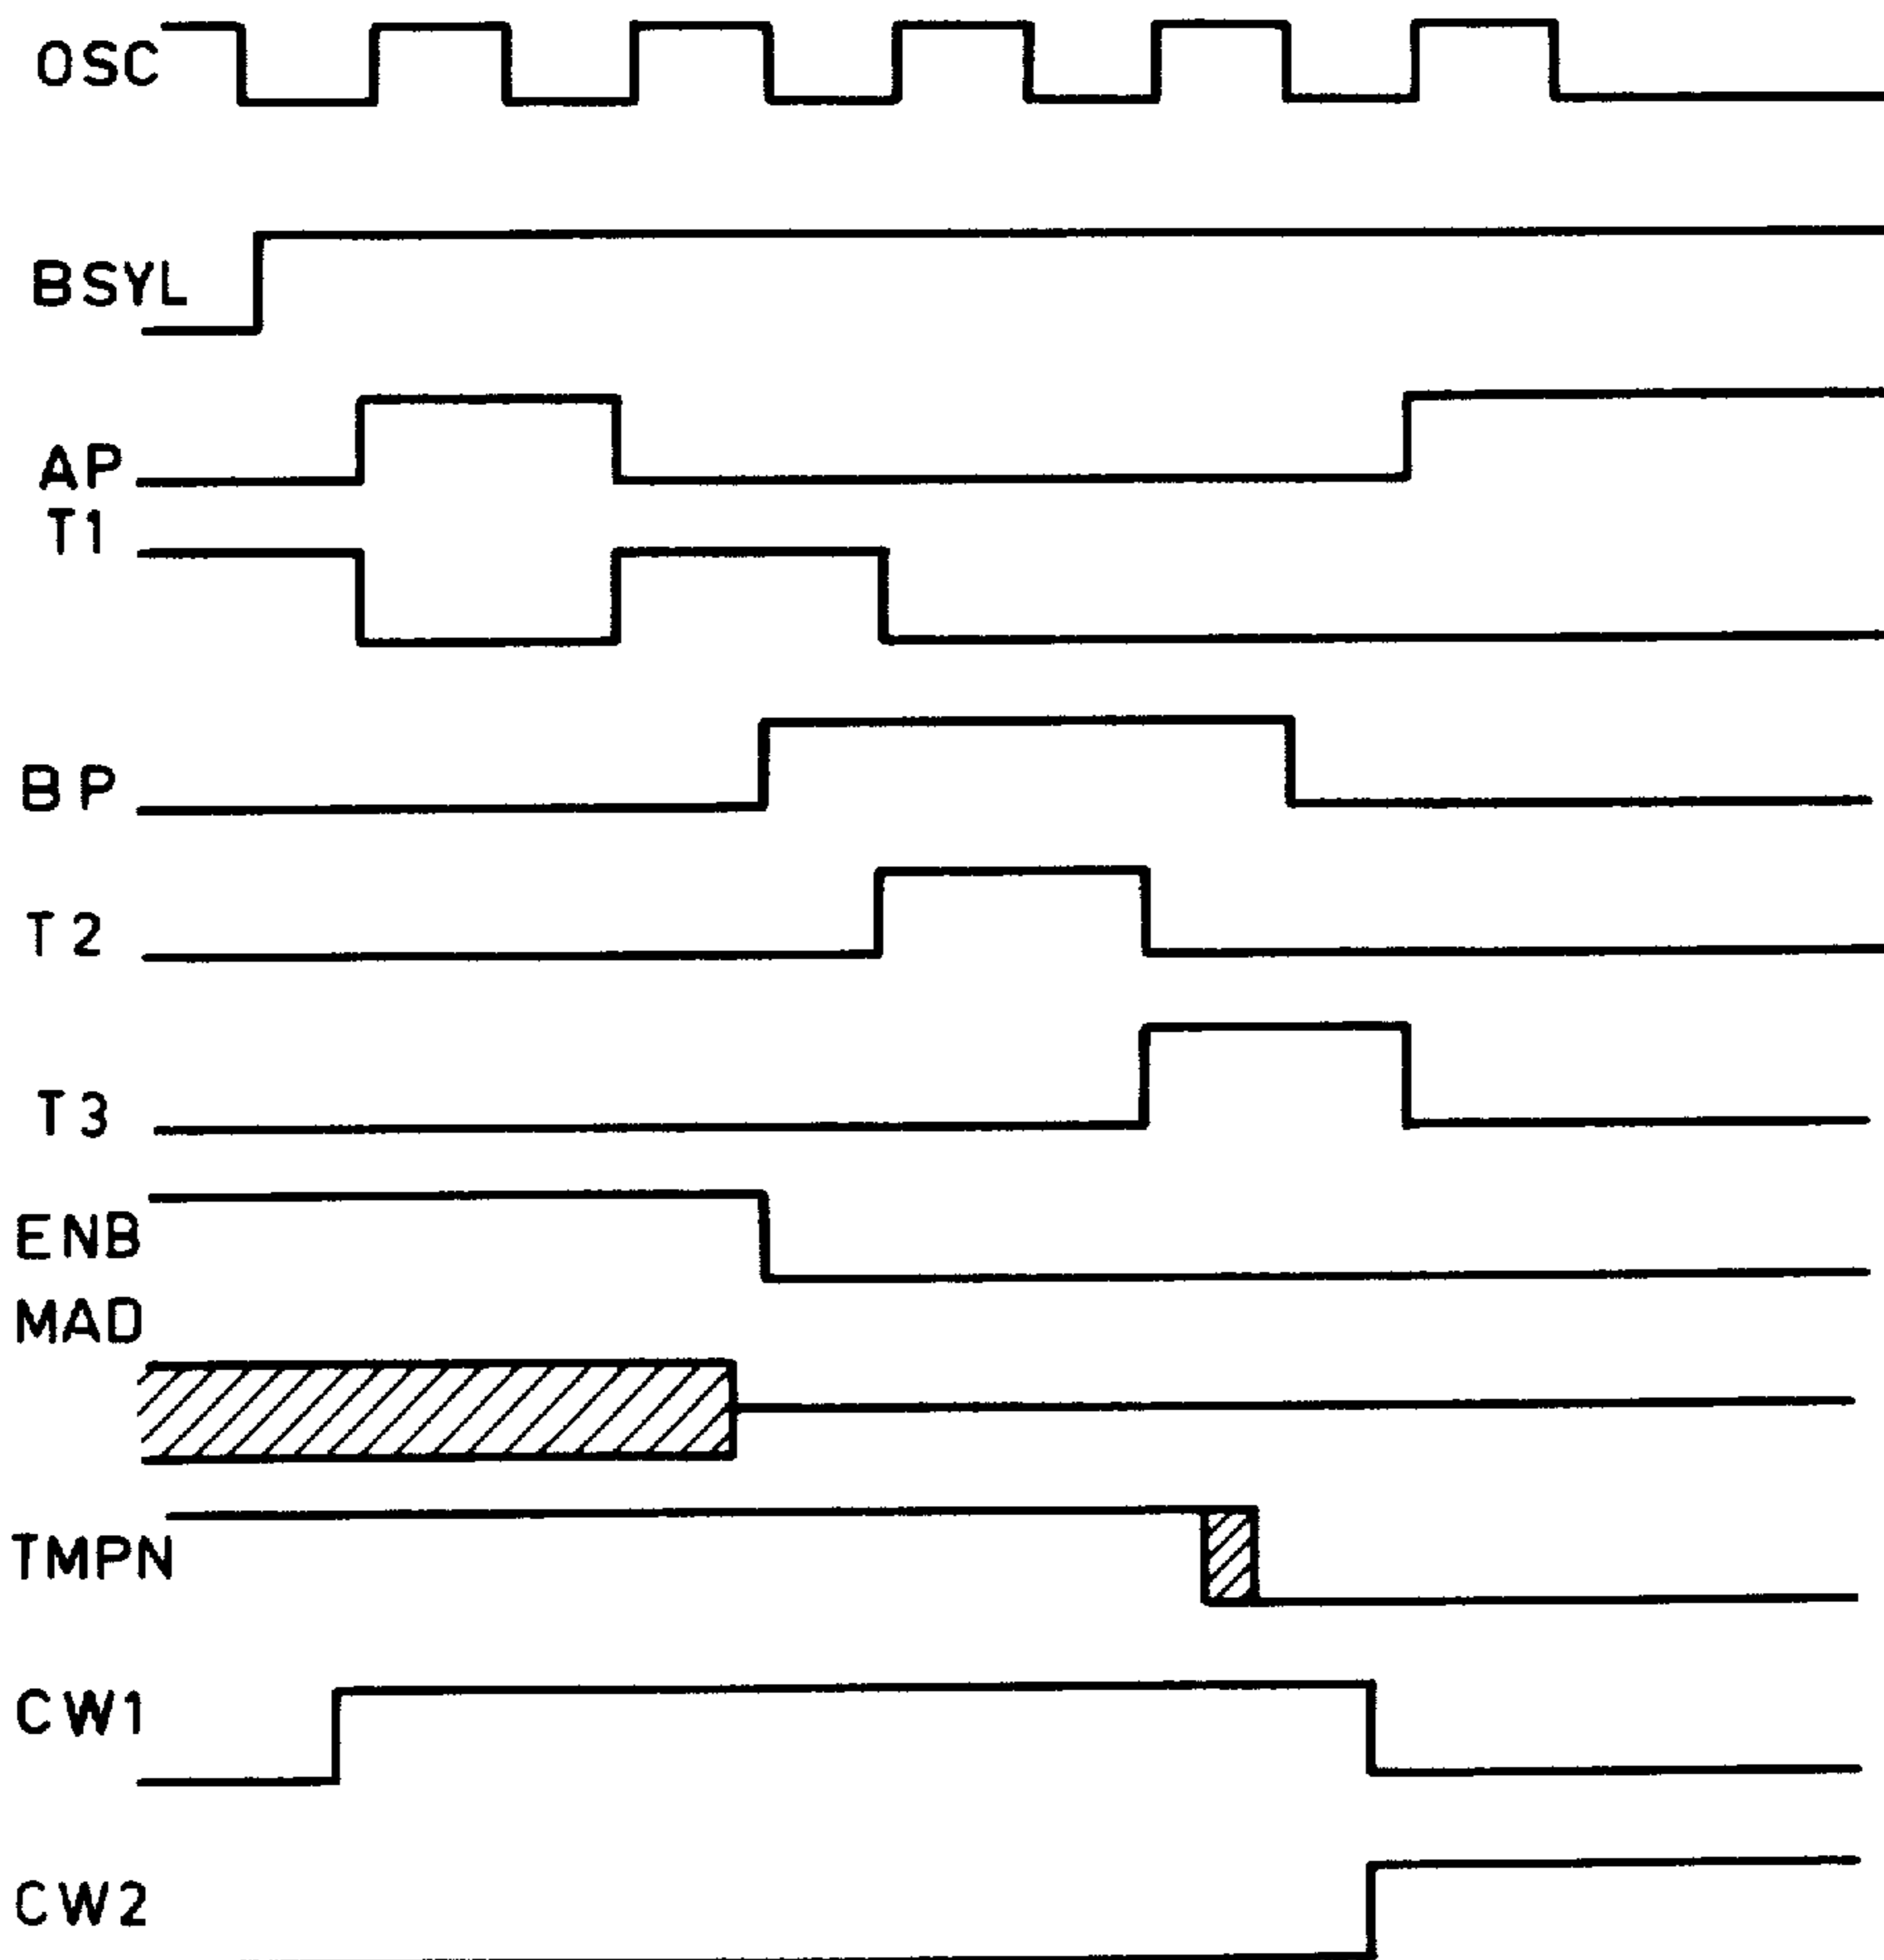 OSC
BSYL
AP
T1
BP
T2
T3
ENB
MAD
TMPN
CW1
CW2